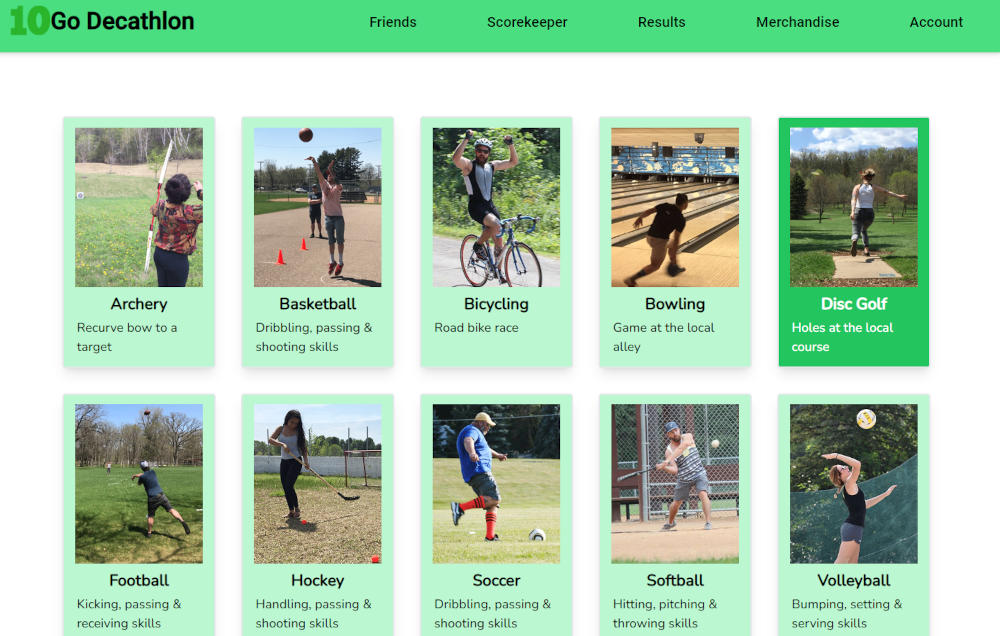 10Go Decathlon
Friends
Scorekeeper
Results
Merchandise
Account
Archery
Recurve bow to a
target
Basketball
Dribbling, passing &
shooting skills
Bicycling
Road bike race
Bowling
Game at the local
alley
Disc Golf
Holes at the local
course
Football
Kicking, passing &
receiving skills
Hockey
Handling, passing &
shooting skills
Soccer
Dribbling, passing &
shooting skills
Softball
Hitting, pitching &
throwing skills
Volleyball
Bumping, setting &
serving skills